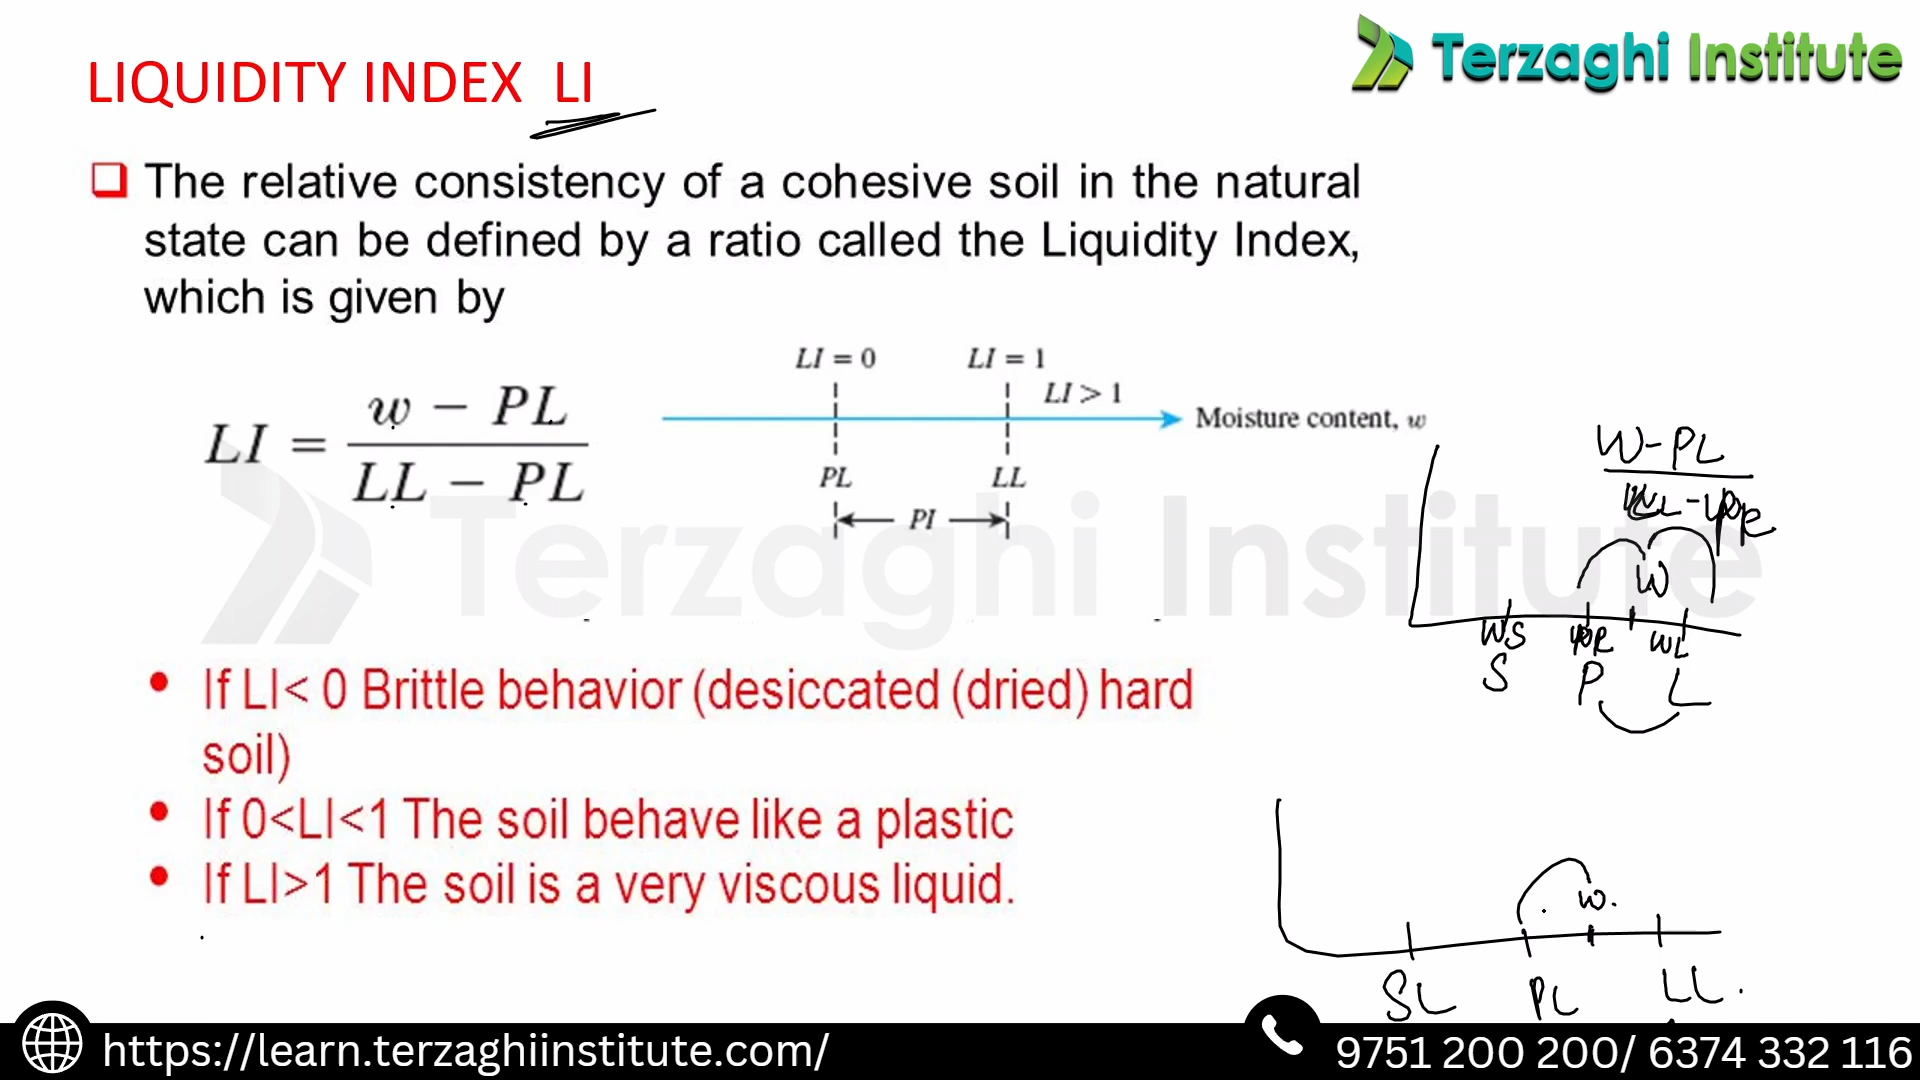 LIQUIDITY INDEX LI
Terzaghi Institute
The relative consistency of a cohesive soil in the natural
state can be defined by a ratio called the Liquidity Index,
which is given by
LI = w − PL / LL − PL
LI = 0
LI = 1
LI > 1
Moisture content, w
PL
LL
PI
W-PL
W
WS
WL
S
P
L
Terzaghi Institute
• If LI< 0 Brittle behavior (desiccated (dried) hard
soil)
• If 0<LI<1 The soil behave like a plastic
• If LI>1 The soil is a very viscous liquid.
w.
SL
PL
LL.
https://learn.terzaghiinstitute.com/
9751 200 200/ 6374 332 116